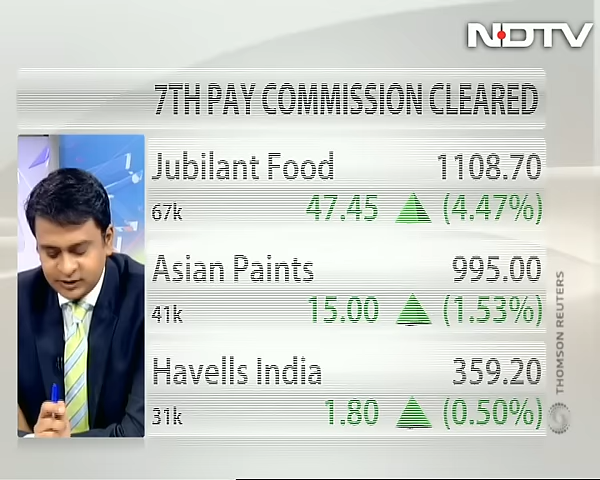 NDTV
7TH PAY COMMISSION CLEARED
Jubilant Food 1108.70
67k 47.45 (4.47%)
Asian Paints 995.00
41k 15.00 (1.53%)
Havells India 359.20
31k 1.80 (0.50%)
THOMSON REUTERS